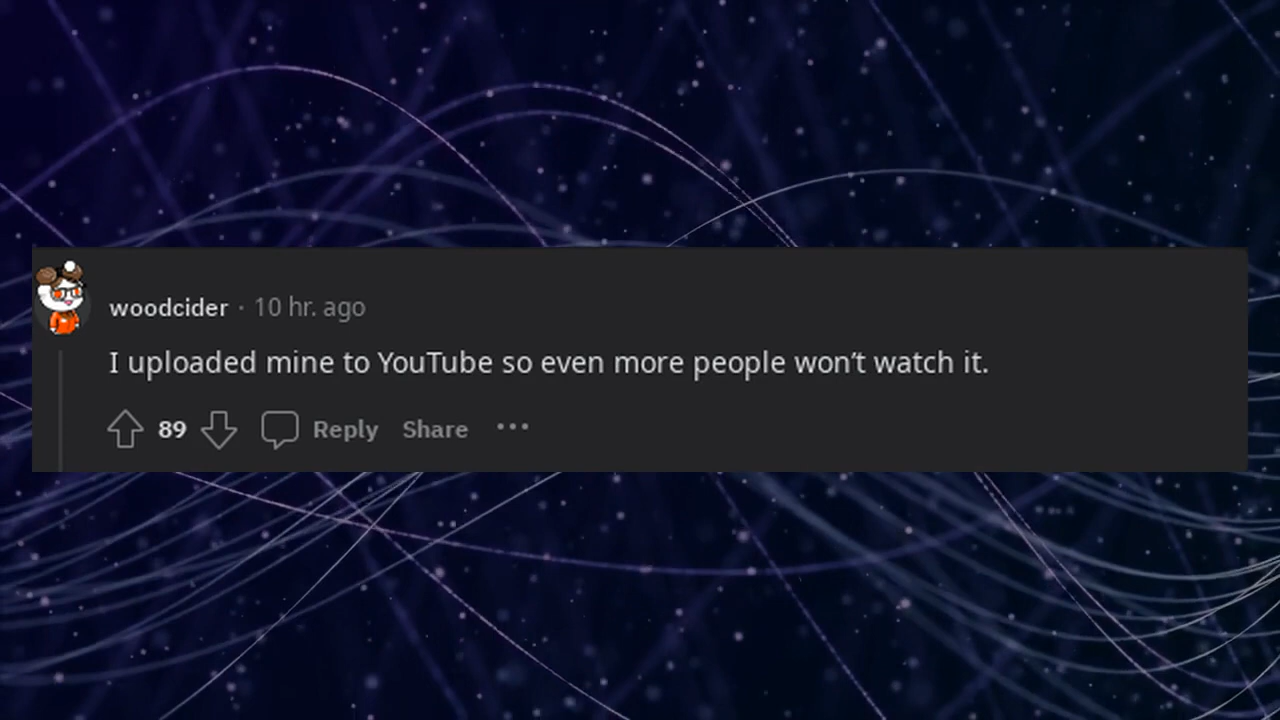 woodcider · 10 hr. ago
I uploaded mine to YouTube so even more people won’t watch it.
89 Reply Share •••